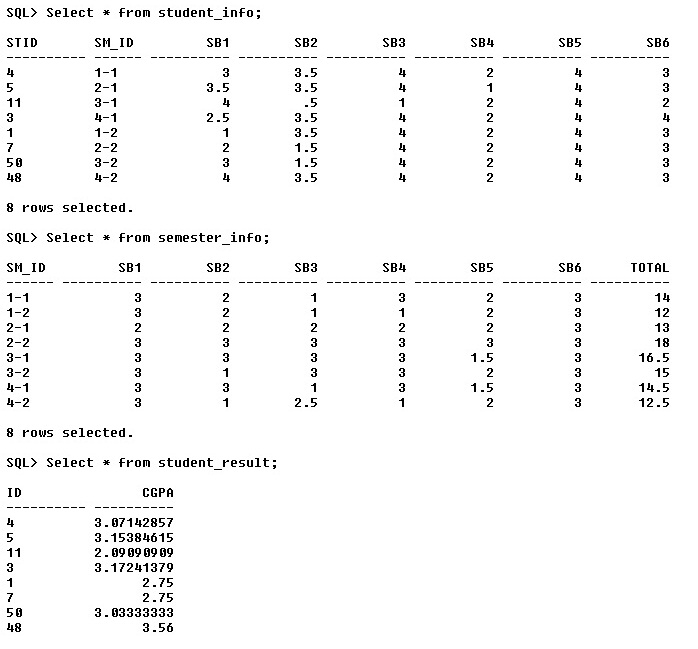 SQL> Select * from student_info;
STID SM_ID SB1 SB2 SB3 SB4 SB5 SB6
---------- ------ ---------- ---------- ---------- ---------- ---------- ----------
4 1-1 3 3.5 4 2 4 3
5 2-1 3.5 3.5 4 1 4 3
11 3-1 4 .5 1 2 4 2
3 4-1 2.5 3.5 4 2 4 4
1 1-2 1 3.5 4 2 4 3
7 2-2 2 1.5 4 2 4 3
50 3-2 3 1.5 4 2 4 3
48 4-2 4 3.5 4 2 4 3
8 rows selected.
SQL> Select * from semester_info;
SM_ID SB1 SB2 SB3 SB4 SB5 SB6 TOTAL
------ ---------- ---------- ---------- ---------- ---------- ---------- ----------
1-1 3 2 1 3 2 3 14
1-2 3 2 1 1 2 3 12
2-1 2 2 2 2 2 3 13
2-2 3 3 3 3 3 3 18
3-1 3 3 3 3 1.5 3 16.5
3-2 3 1 3 3 2 3 15
4-1 3 3 1 3 1.5 3 14.5
4-2 3 1 2.5 1 2 3 12.5
8 rows selected.
SQL> Select * from student_result;
ID CGPA
---------- ----------
4 3.07142857
5 3.15384615
11 2.09090909
3 3.17241379
1 2.75
7 2.75
50 3.03333333
48 3.56